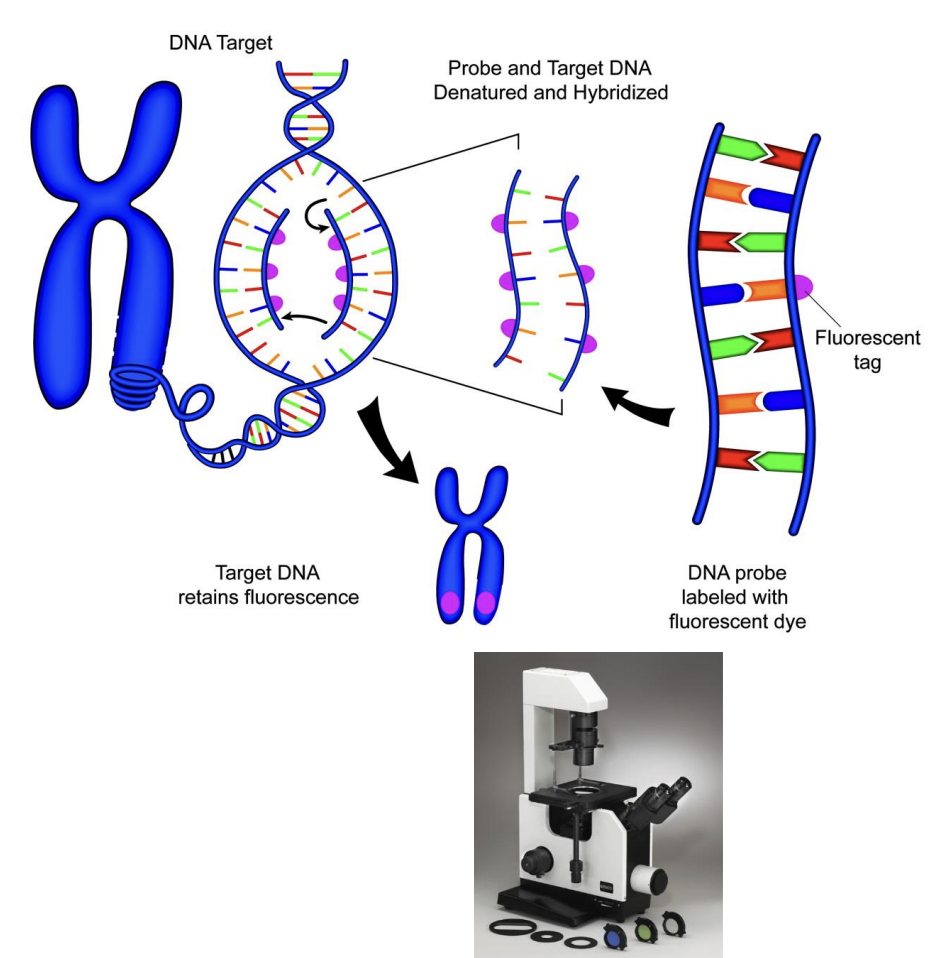 DNA Target
Probe and Target DNA
Denatured and Hybridized
Fluorescent
tag
Target DNA
retains fluorescence
DNA probe
labeled with
fluorescent dye